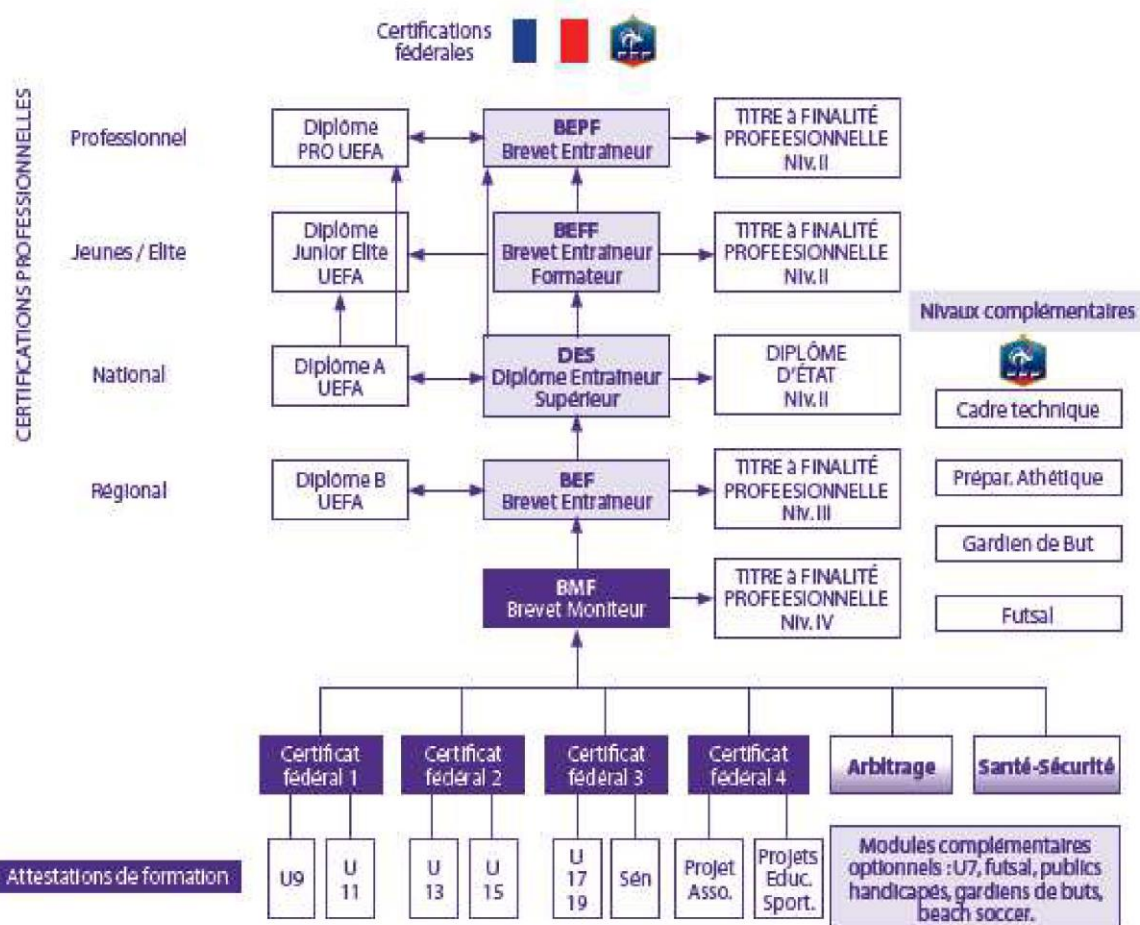 Certifications
fédérales
CERTIFICATIONS PROFESSIONNELLES
Professionnel
Diplôme
PRO UEFA
BEPF
Brevet Entraîneur
TITRE à FINALITÉ
PROFEESIONNELLE
Niv. II
Jeunes / Elite
Diplôme
Junior Elite
UEFA
BEFF
Brevet Entraîneur
Formateur
TITRE à FINALITÉ
PROFEESIONNELLE
Niv. II
Nivaux complémentaires
National
Diplôme A
UEFA
DES
Diplôme Entraîneur
Supérieur
DIPLÔME
D'ÉTAT
Niv. II
Cadre technique
Régional
Diplôme B
UEFA
BEF
Brevet Entraîneur
TITRE à FINALITÉ
PROFEESIONNELLE
Niv. III
Prépar. Athétique
Gardien de But
BMF
Brevet Moniteur
TITRE à FINALITÉ
PROFEESIONNELLE
Niv. IV
Futsal
Certificat
fédéral 1
Certificat
fédéral 2
Certificat
fédéral 3
Certificat
fédéral 4
Arbitrage
Santé-Sécurité
Attestations de formation
U9
U
11
U
13
U
15
U
17
19
Sén
Projet
Asso.
Projets
Educ.
Sport.
Modules complémentaires
optionnels : U7, futsal, publics
handicapés, gardiens de buts,
beach soccer.